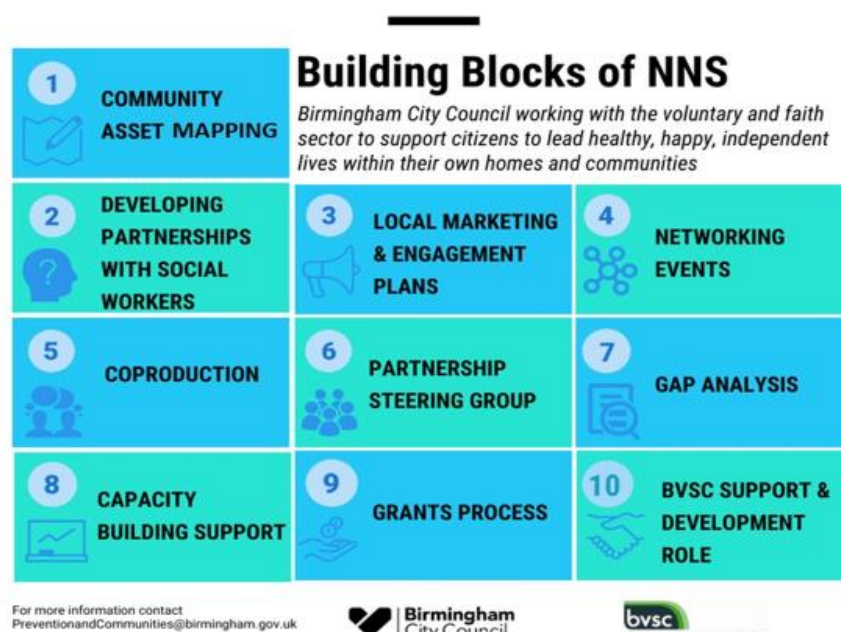 1
COMMUNITY
ASSET MAPPING
Building Blocks of NNS
Birmingham City Council working with the voluntary and faith
sector to support citizens to lead healthy, happy, independent
lives within their own homes and communities
2
DEVELOPING
PARTNERSHIPS
WITH SOCIAL
WORKERS
3
LOCAL MARKETING
& ENGAGEMENT
PLANS
4
NETWORKING
EVENTS
5
COPRODUCTION
6
PARTNERSHIP
STEERING GROUP
7
GAP ANALYSIS
8
CAPACITY
BUILDING SUPPORT
9
GRANTS PROCESS
10
BVSC SUPPORT &
DEVELOPMENT
ROLE
For more information contact
PreventionandCommunities@birmingham.gov.uk
Birmingham
City Council
bvsc